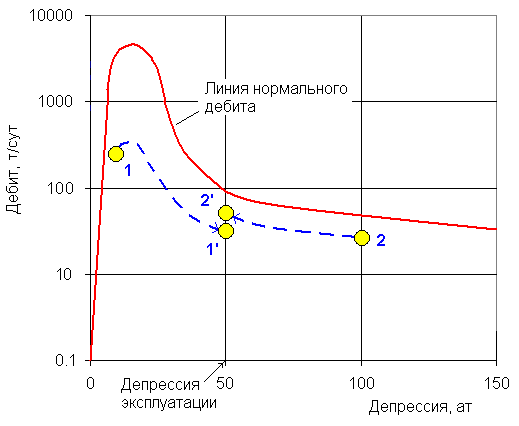 10000
1000
100
10
0.1
Дебит, т/сут
Линия нормального
дебита
1
2'
1'
2
0
50
100
150
Депрессия
эксплуатации
Депрессия, ат